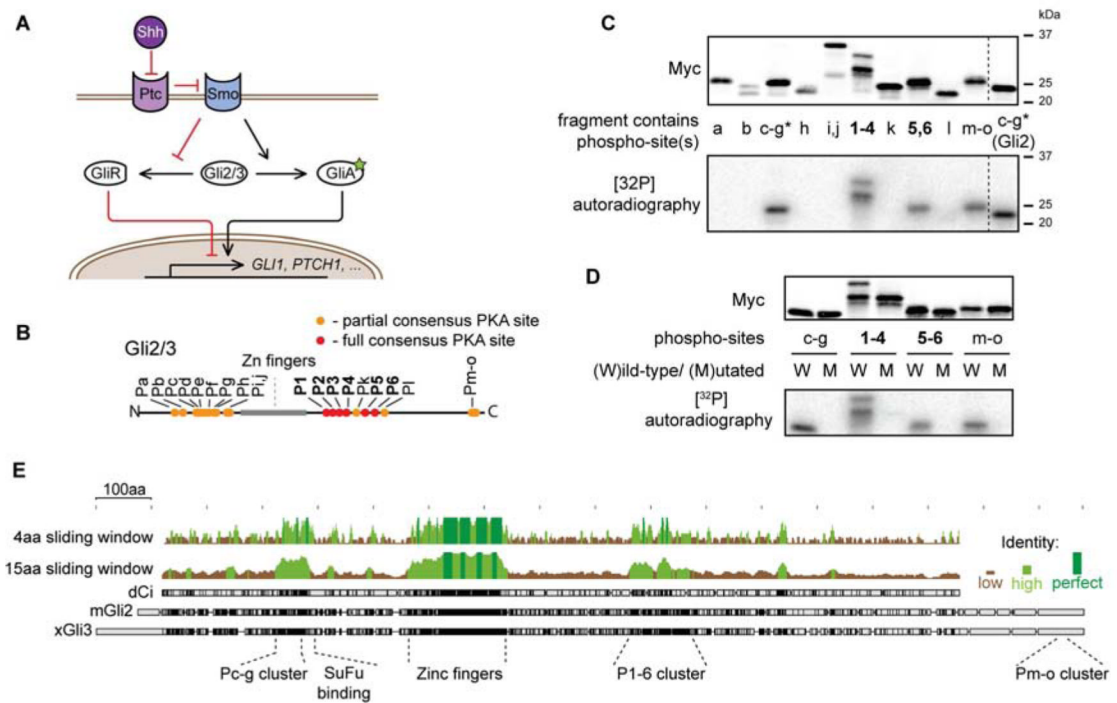 A
Shh
Ptc
Smo
GliR
Gli2/3
GliA
GLI1, PTCH1, ...
B
- partial consensus PKA site
- full consensus PKA site
Gli2/3
Zn fingers
Pa
Pb
Pc
Pd
Pe
Pf
Pg
Ph
Pi,j
P1
P2
P3
P4
Pk
P5
P6
Pl
Pm-o
N
C
C
kDa
37
Myc
25
20
fragment contains
phospho-site(s)
a b c-g* h i,j 1-4 k 5,6 l m-o c-g*
(Gli2)
37
[32P]
autoradiography
25
20
D
Myc
phospho-sites
c-g 1-4 5-6 m-o
(W)ild-type/ (M)utated
W M W M W M W M
[32P]
autoradiography
E
100aa
4aa sliding window
15aa sliding window
Identity:
low high perfect
dCi
mGli2
xGli3
Pc-g cluster
SuFu
binding
Zinc fingers
P1-6 cluster
Pm-o cluster